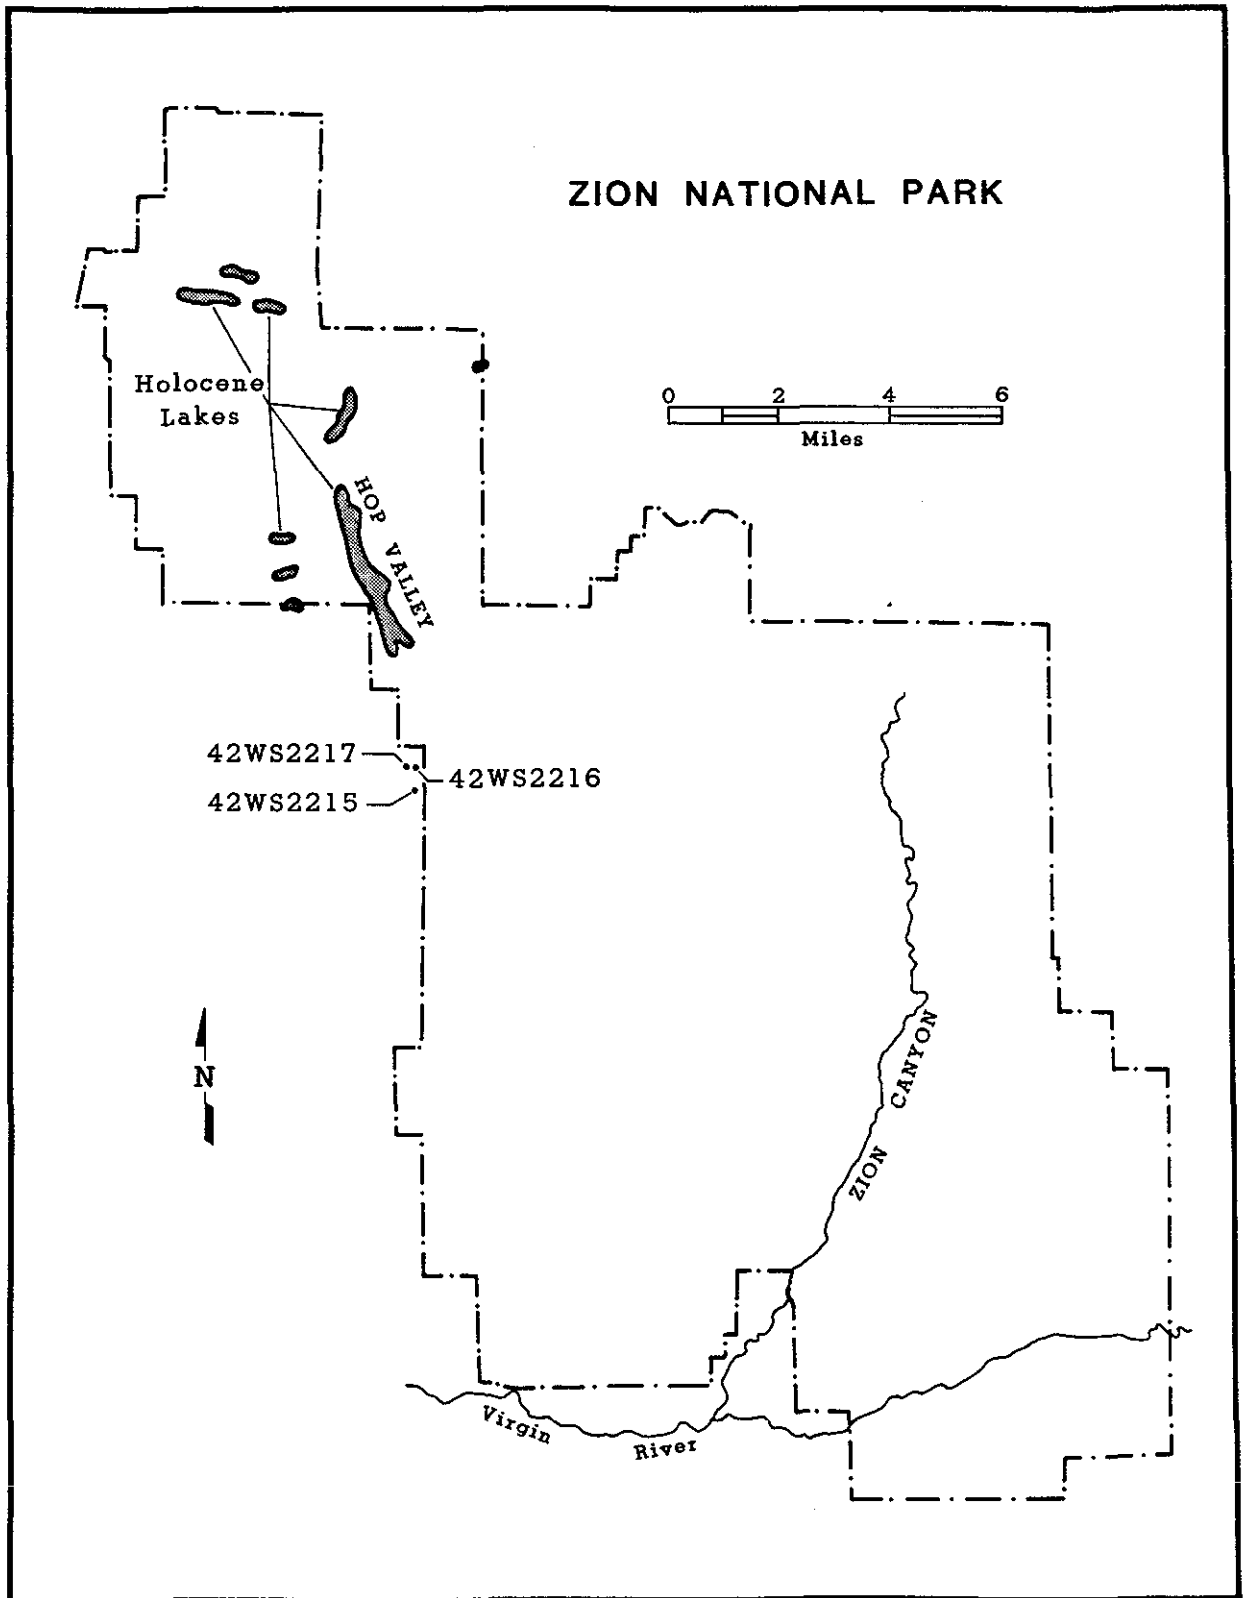 ZION NATIONAL PARK
0 2 4 6
Miles
Holocene
Lakes
HOP VALLEY
42WS2217
42WS2216
42WS2215
N
ZION CANYON
Virgin River